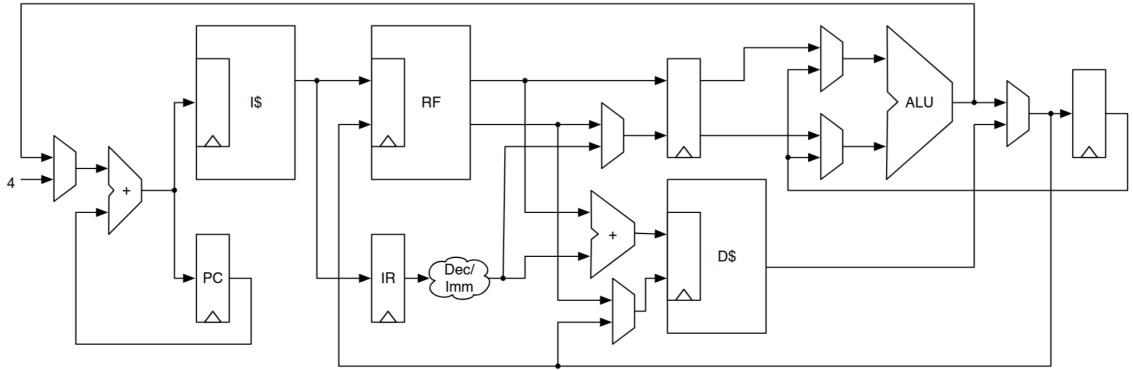 I$
RF
ALU
4
+
PC
IR
Dec/
Imm
+
D$